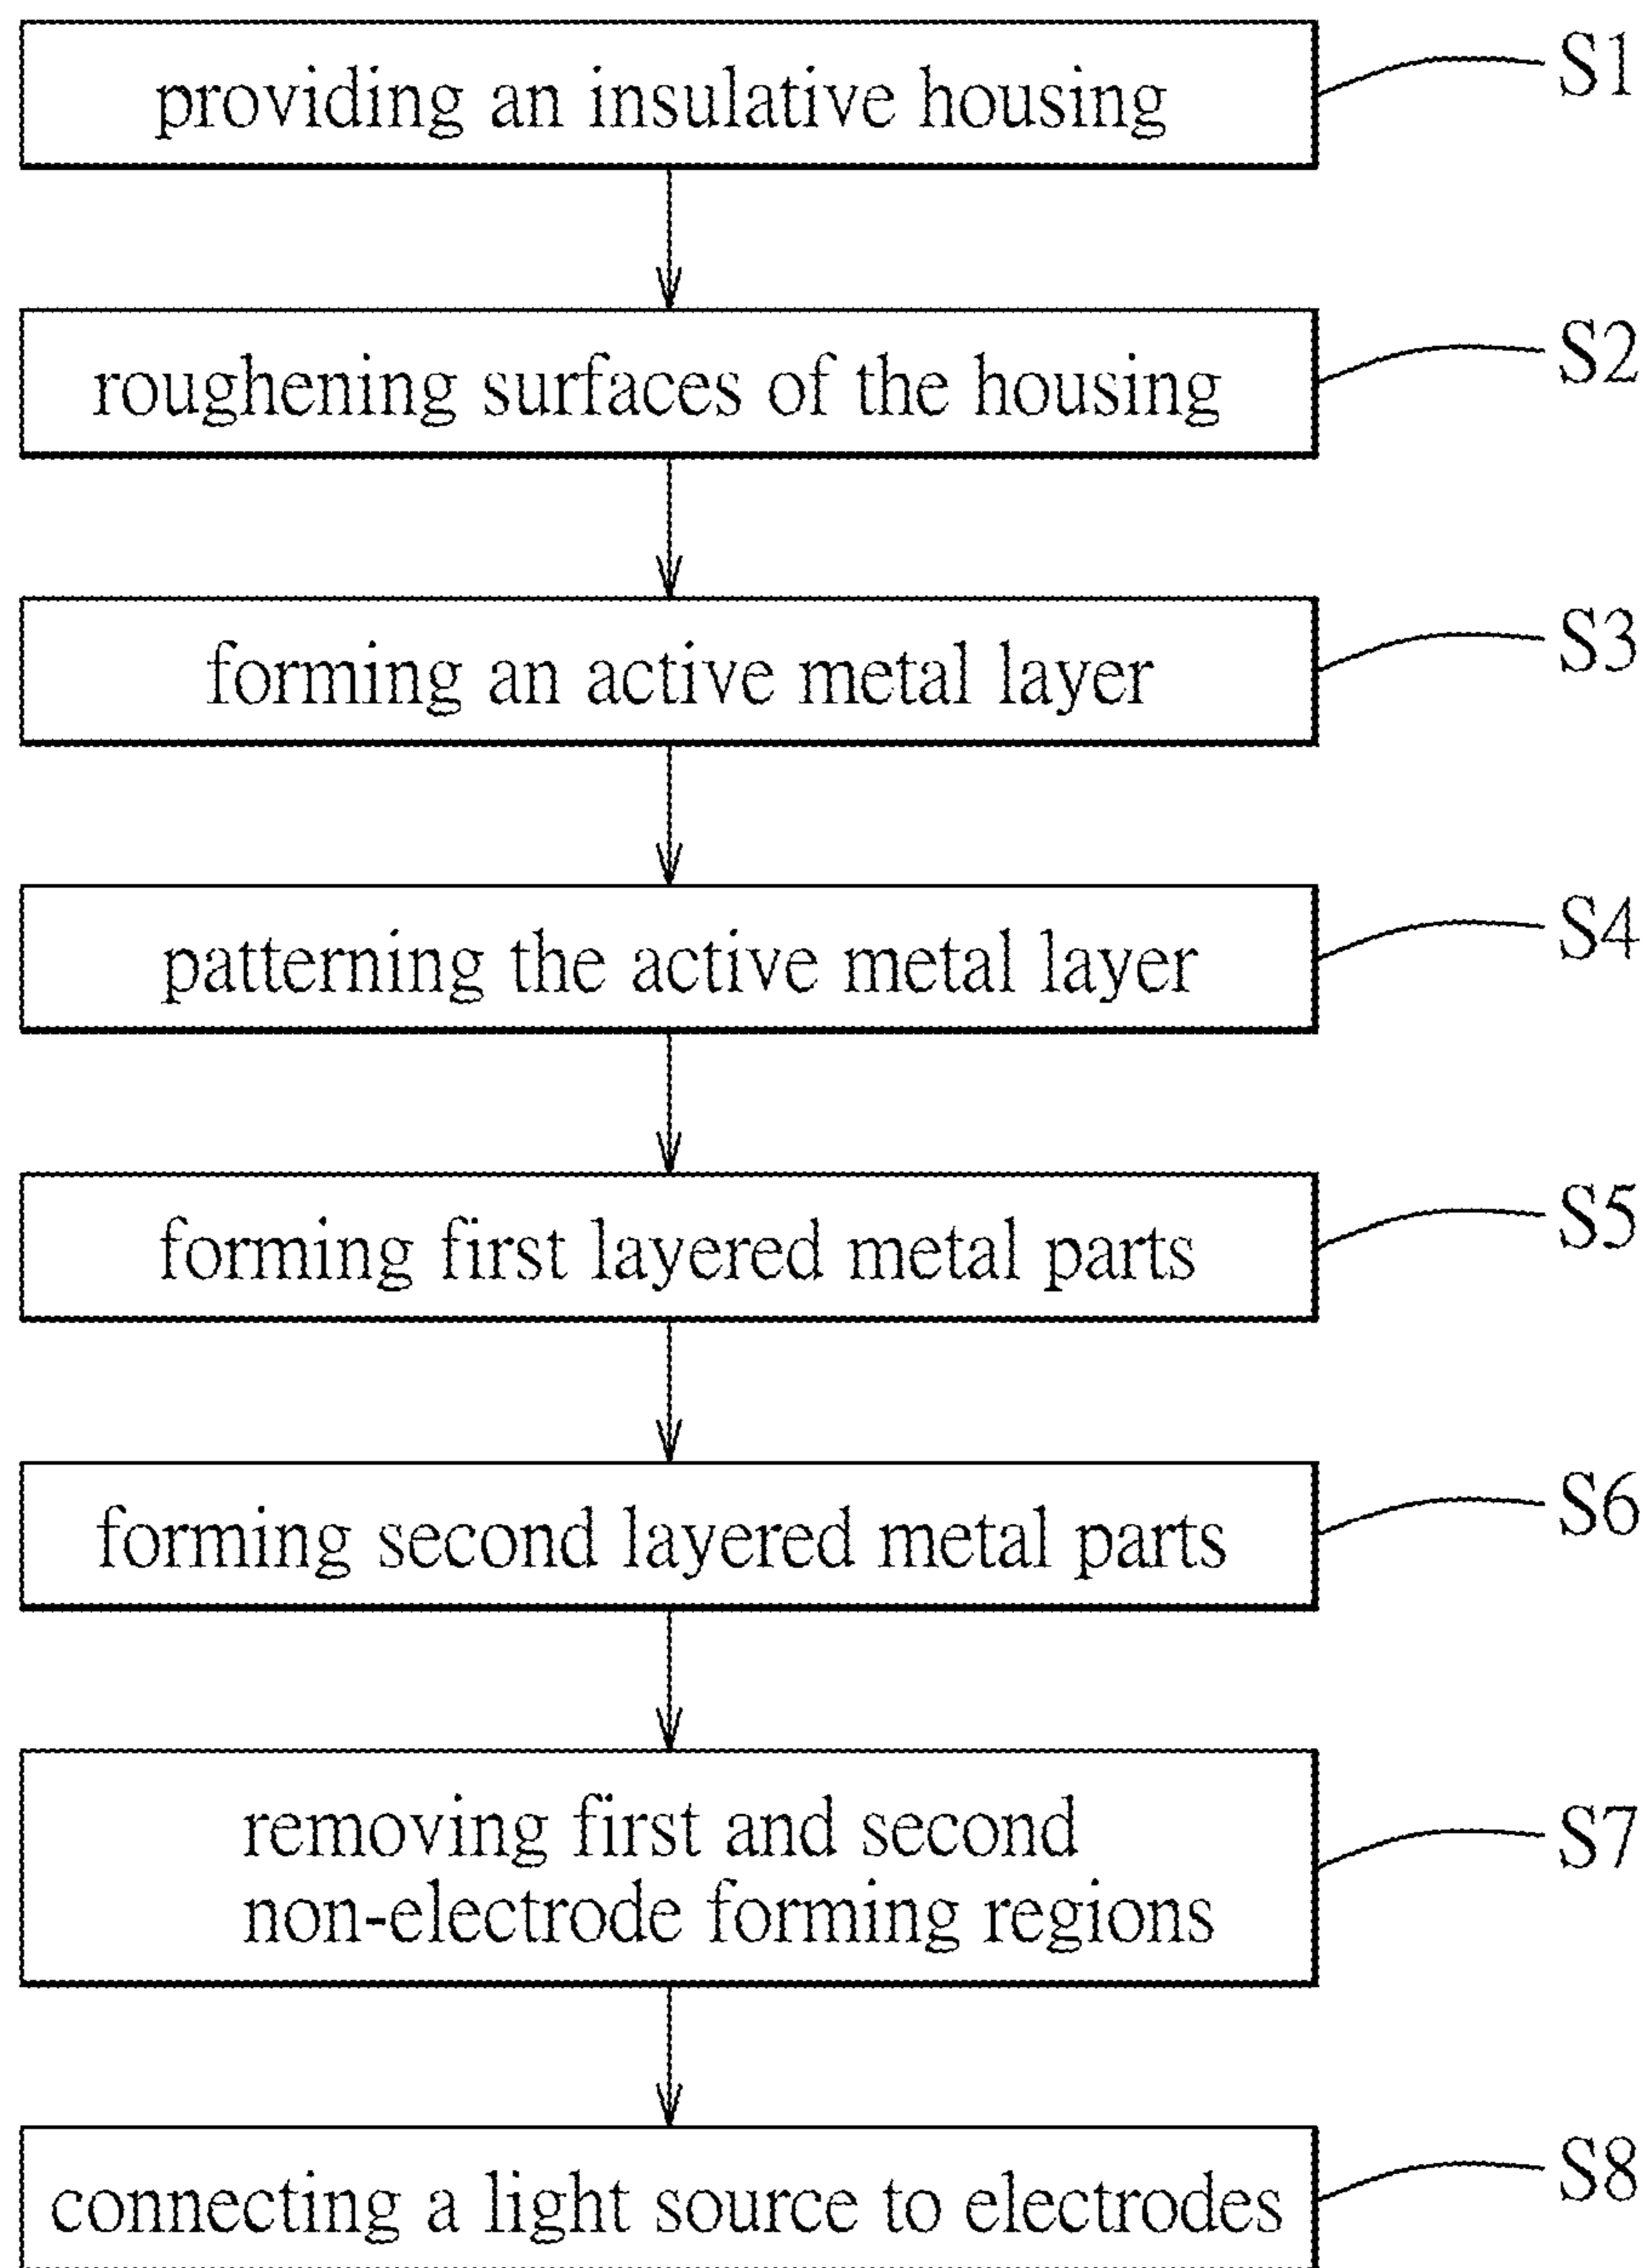 providing an insulative housing
S1
roughening surfaces of the housing
S2
forming an active metal layer
S3
patterning the active metal layer
S4
forming first layered metal parts
S5
forming second layered metal parts
S6
removing first and second
non-electrode forming regions
S7
connecting a light source to electrodes
S8